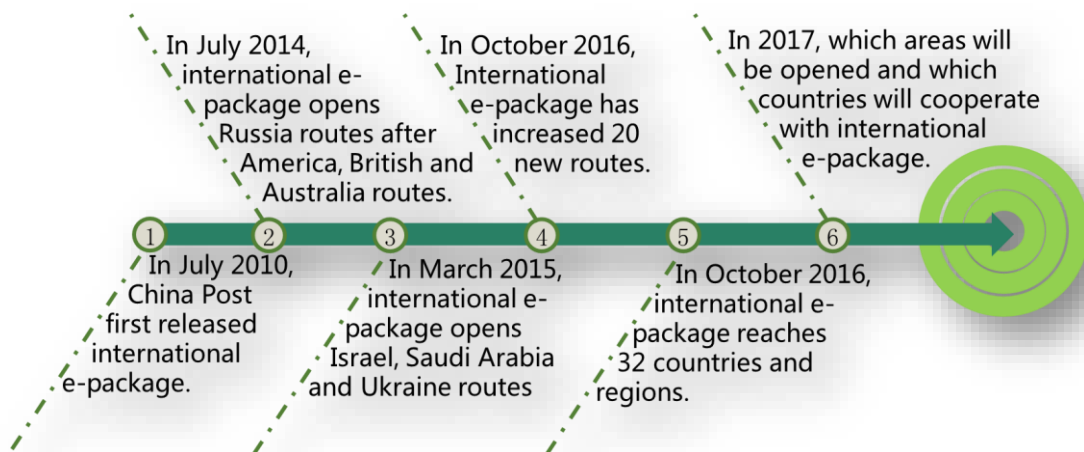 1
In July 2010,
China Post
first released
international
e-package.
2
In July 2014,
international e-
package opens
Russia routes after
America, British and
Australia routes.
3
In March 2015,
international e-
package opens
Israel, Saudi Arabia
and Ukraine routes
4
In October 2016,
International
e-package has
increased 20
new routes.
5
In October 2016,
international e-
package reaches
32 countries and
regions.
6
In 2017, which areas will
be opened and which
countries will cooperate
with international
e-package.